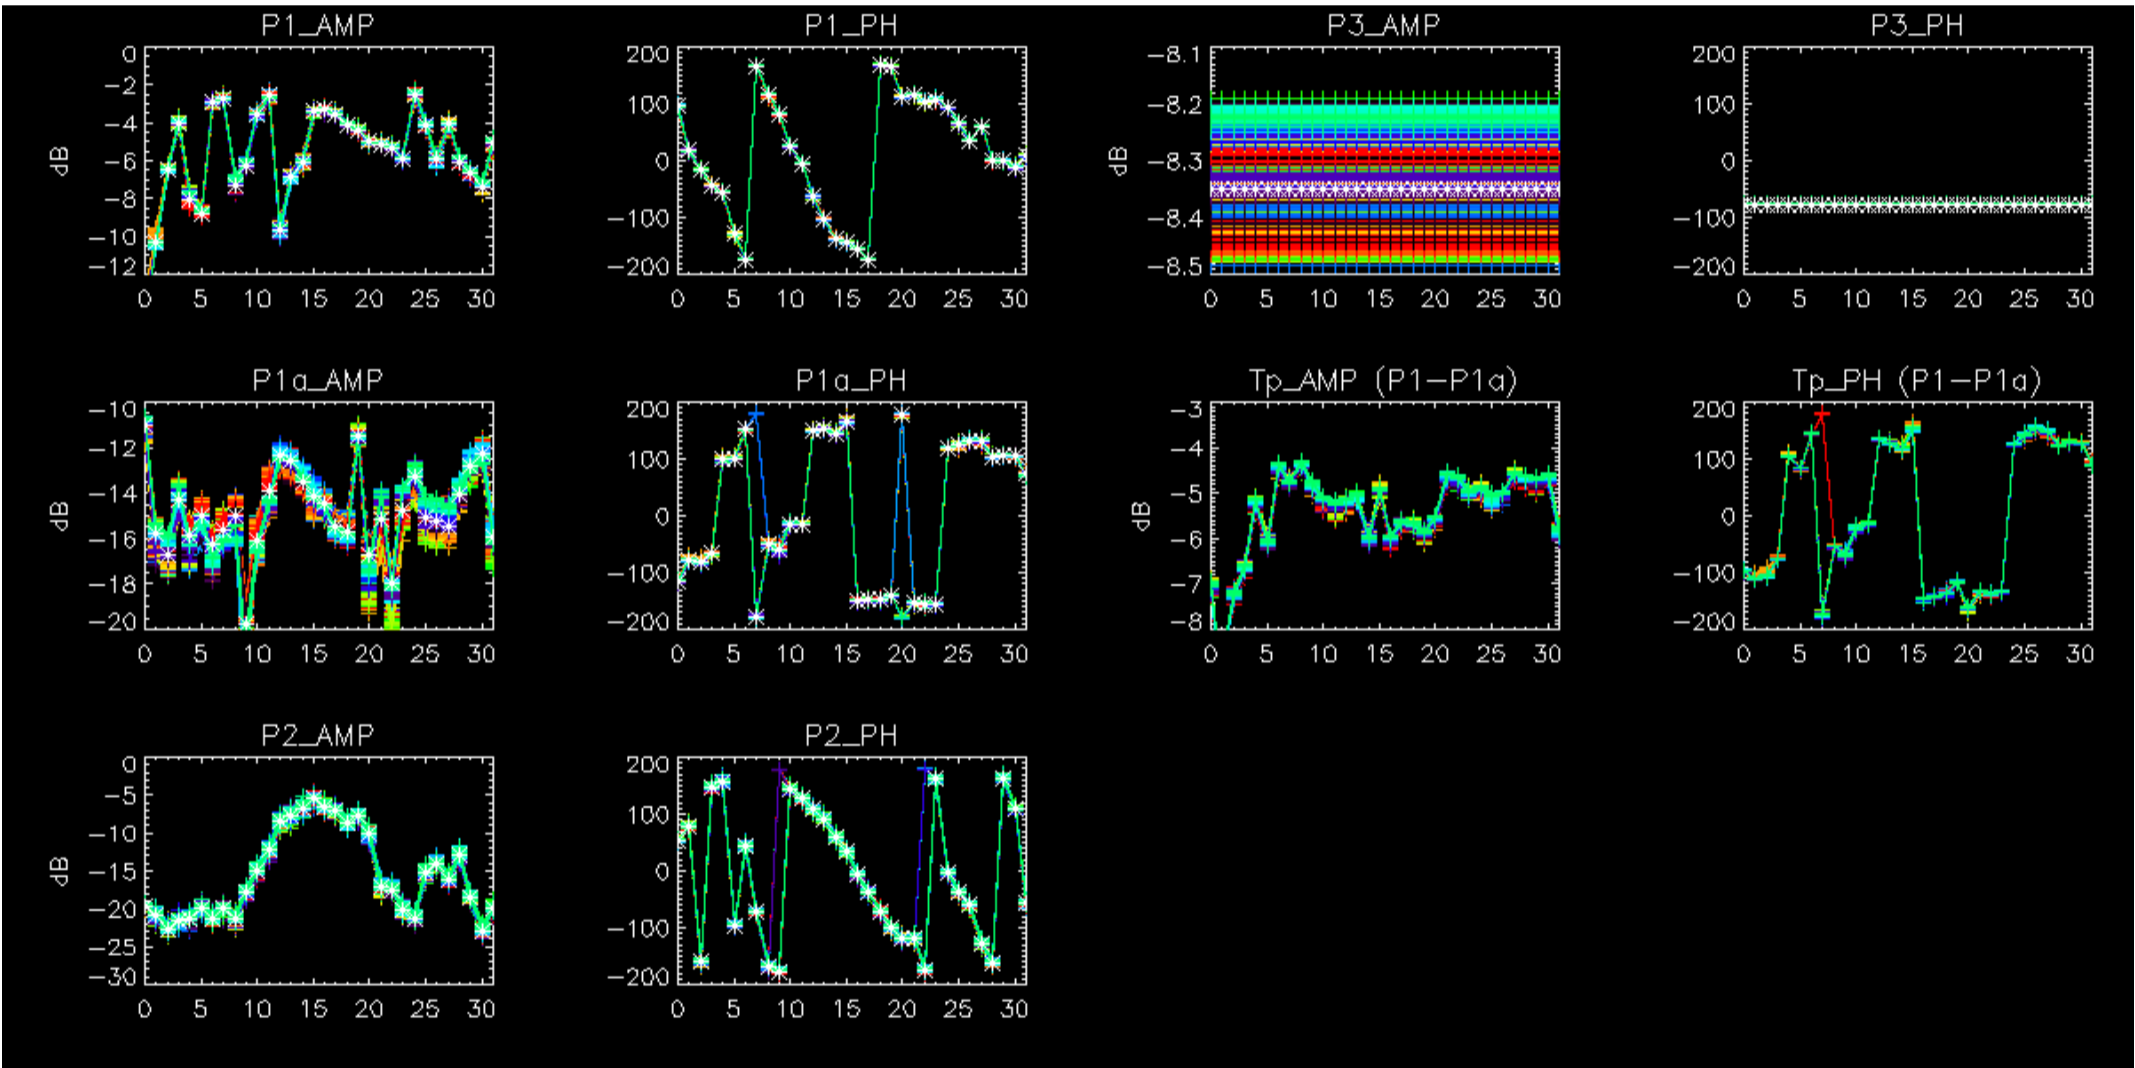 P1_AMP
0
-2
-4
-6
-8
-10
-12
dB
0 5 10 15 20 25 30
P1_PH
200
100
0
-100
-200
0 5 10 15 20 25 30
P3_AMP
-8.1
-8.2
-8.3
-8.4
-8.5
dB
0 5 10 15 20 25 30
P3_PH
200
100
0
-100
-200
0 5 10 15 20 25 30
P1a_AMP
-10
-12
-14
-16
-18
-20
dB
0 5 10 15 20 25 30
P1a_PH
200
100
0
-100
-200
0 5 10 15 20 25 30
Tp_AMP (P1-P1a)
-3
-4
-5
-6
-7
-8
dB
0 5 10 15 20 25 30
Tp_PH (P1-P1a)
200
100
0
-100
-200
0 5 10 15 20 25 30
P2_AMP
0
-5
-10
-15
-20
-25
-30
dB
0 5 10 15 20 25 30
P2_PH
200
100
0
-100
-200
0 5 10 15 20 25 30